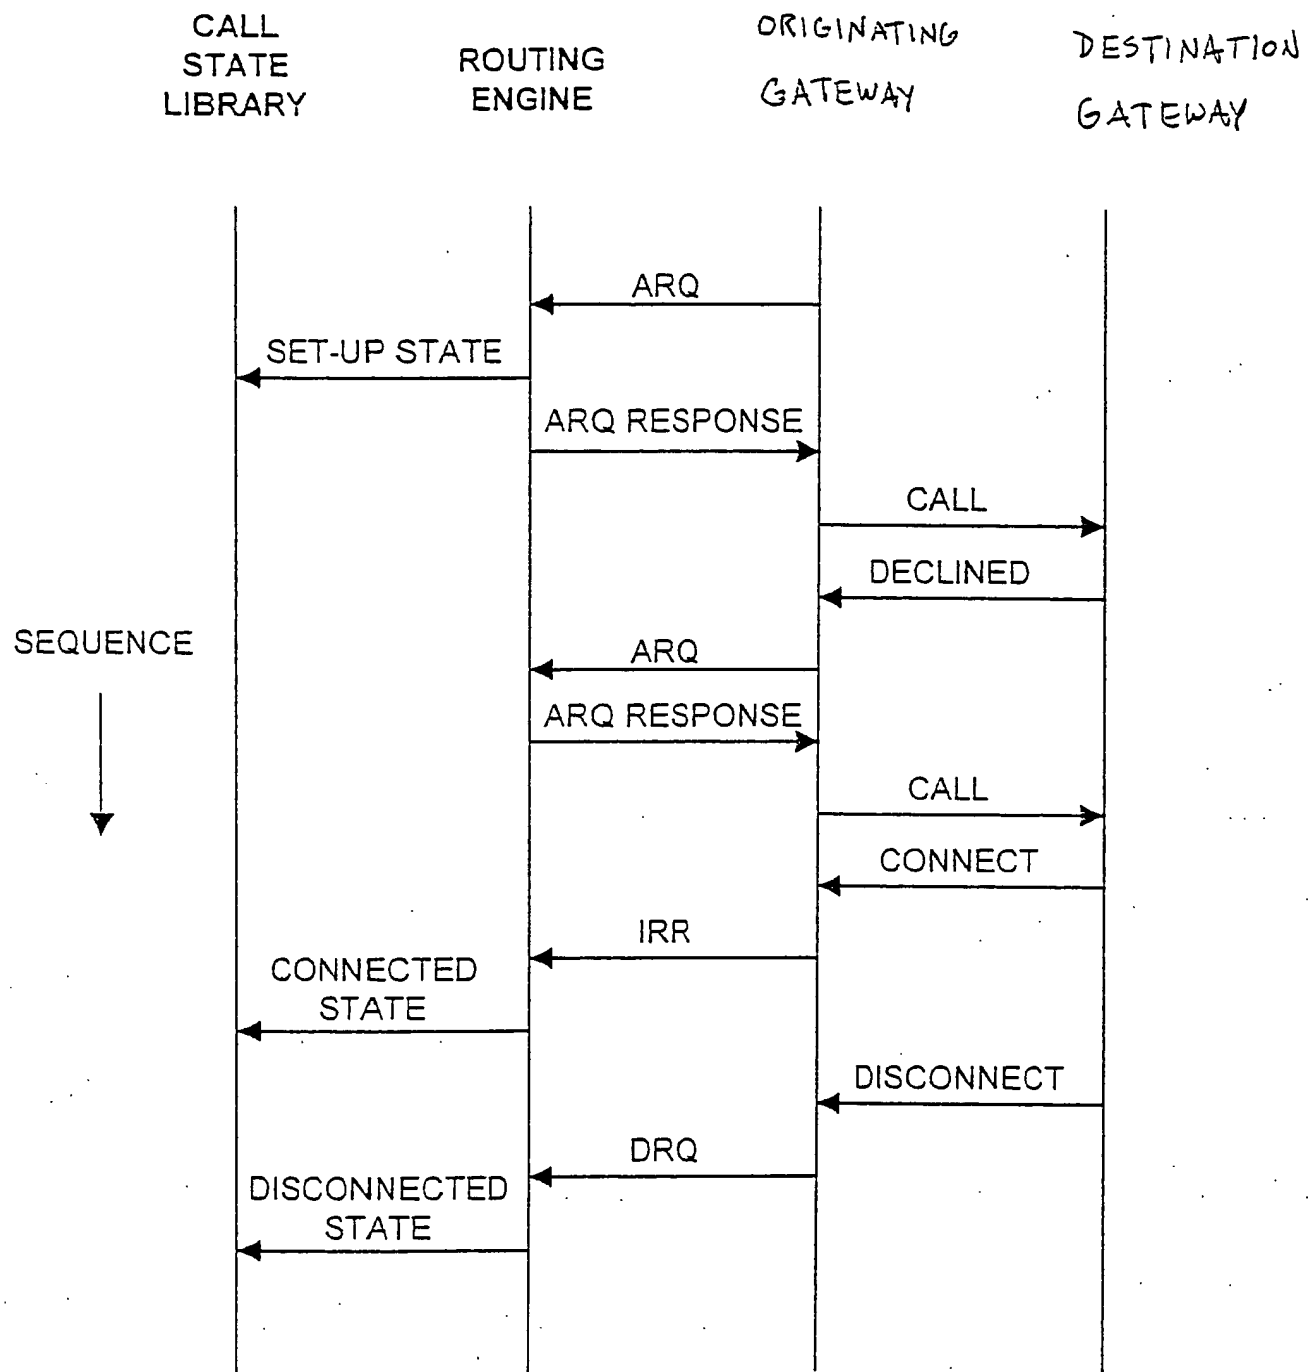 CALL
STATE
LIBRARY
ROUTING
ENGINE
ORIGINATING
GATEWAY
DESTINATION
GATEWAY
ARQ
SET-UP STATE
ARQ RESPONSE
CALL
DECLINED
SEQUENCE
ARQ
ARQ RESPONSE
CALL
CONNECT
IRR
CONNECTED
STATE
DISCONNECT
DRQ
DISCONNECTED
STATE